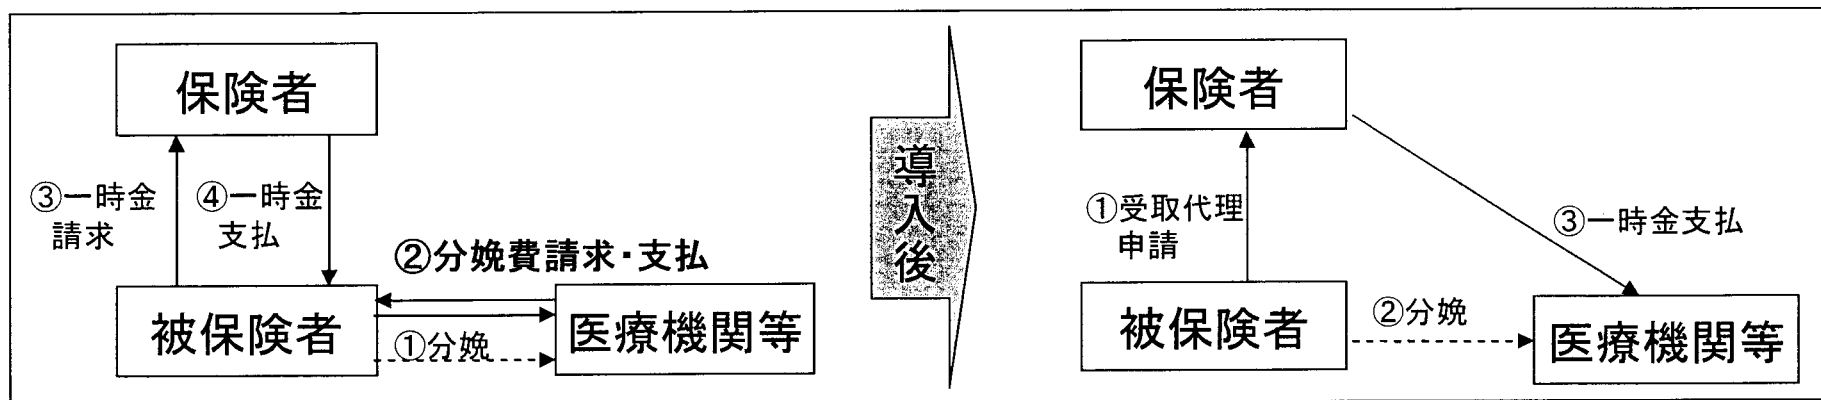 保険者
③一時金
請求
④一時金
支払
②分娩費請求・支払
被保険者
①分娩
医療機関等
導入後
保険者
①受取代理
申請
③一時金支払
被保険者
②分娩
医療機関等